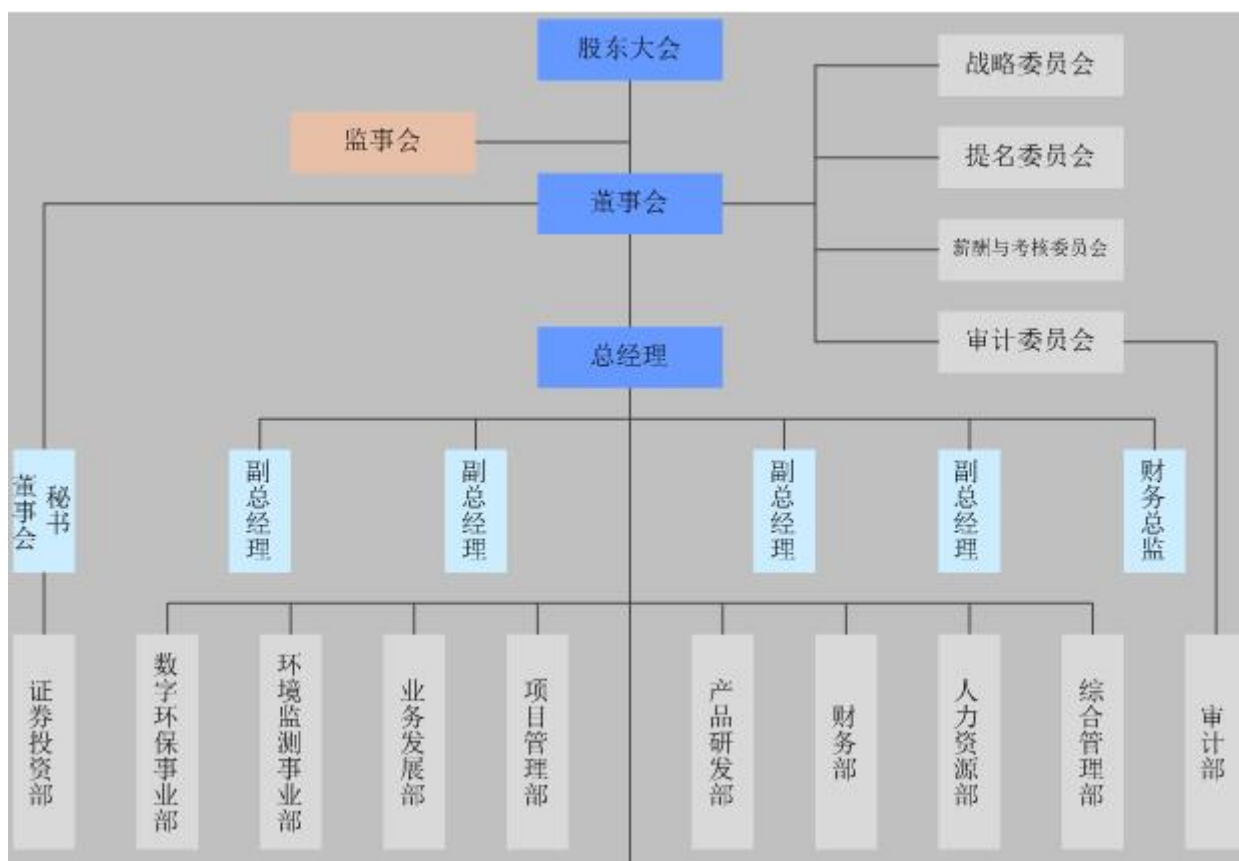 股东大会
战略委员会
监事会
提名委员会
董事会
薪酬与考核委员会
总经理
审计委员会
董事会
秘书
副总经理
副总经理
副总经理
副总经理
财务总监
证券投资部
数字环保事业部
环境监测事业部
业务发展部
项目管理部
产品研发部
财务部
人力资源部
综合管理部
审计部